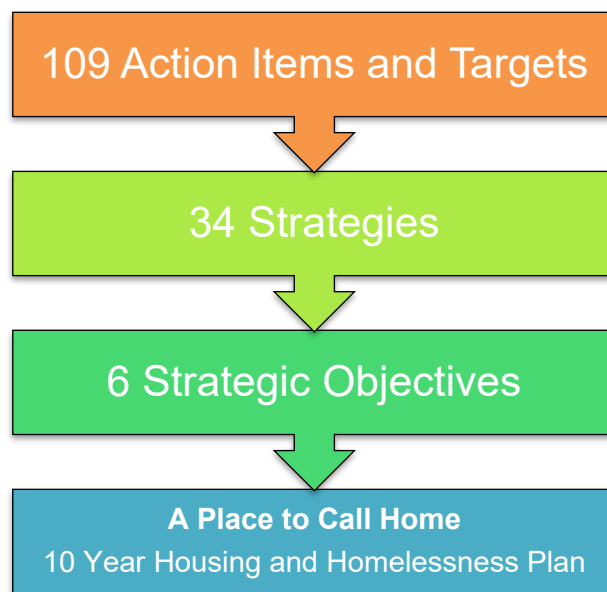 109 Action Items and Targets
34 Strategies
6 Strategic Objectives
A Place to Call Home
10 Year Housing and Homelessness Plan